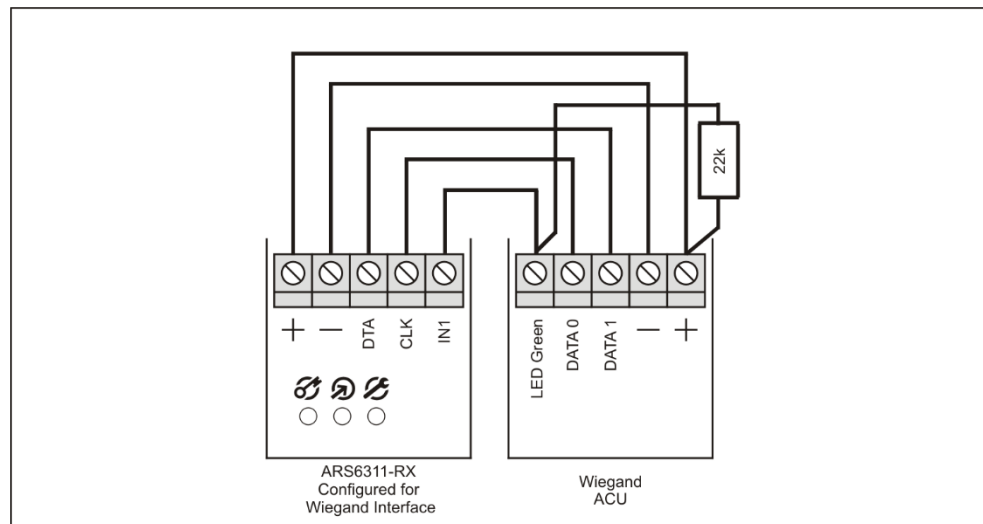 22k
+
—
DTA
CLK
IN1
LED Green
DATA 0
DATA 1
—
+
ARS6311-RX
Configured for
Wiegand Interface
Wiegand
ACU